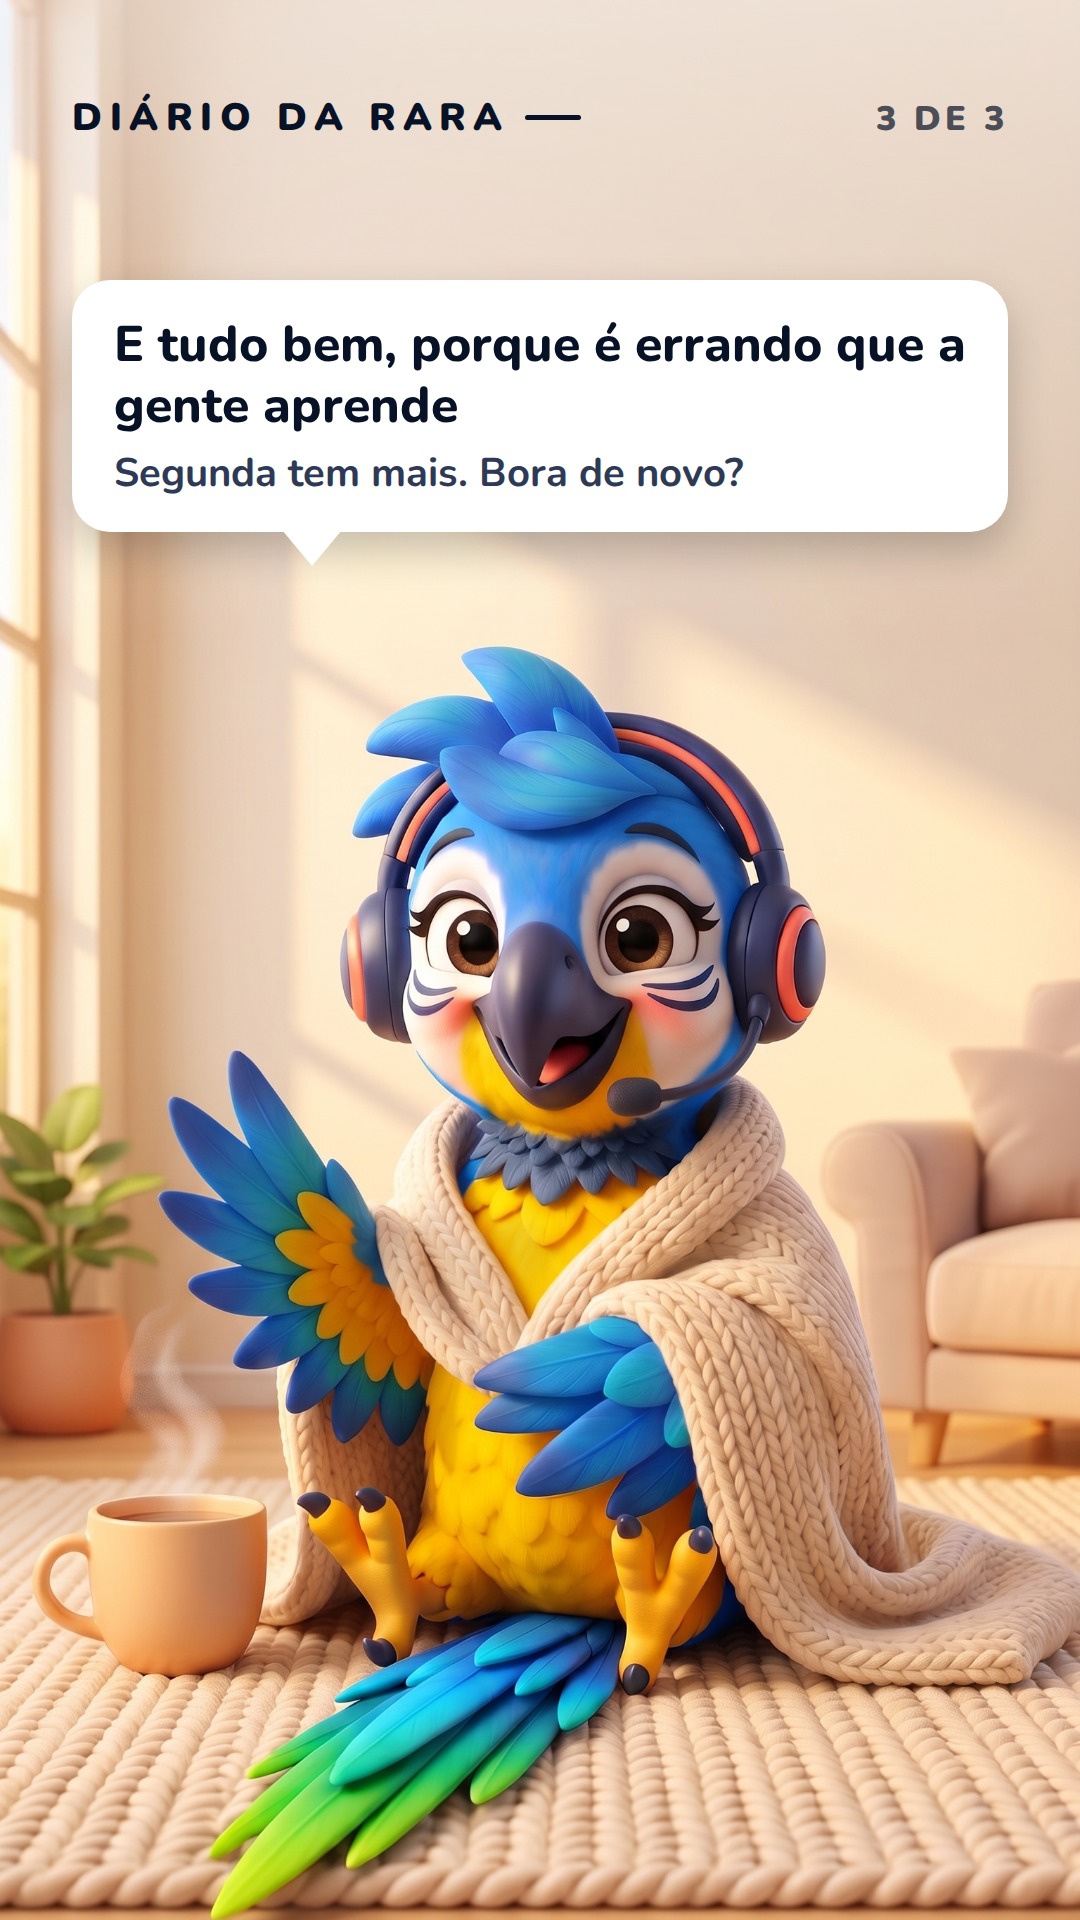 DIÁRIO DA RARA —
3 DE 3
E tudo bem, porque é errando que a
gente aprende
Segunda tem mais. Bora de novo?